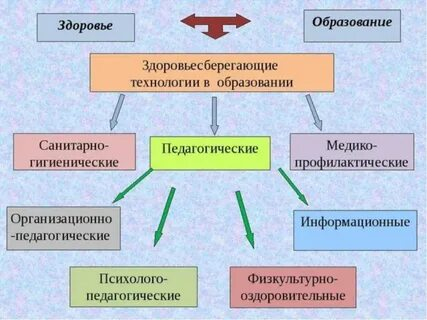 Здоровье
Образование
Здоровьесберегающие
технологии в образовании
Санитарно-
гигиенические
Педагогические
Медико-
профилактические
Организационно
-педагогические
Информационные
Психолого-
педагогические
Физкультурно-
оздоровительные